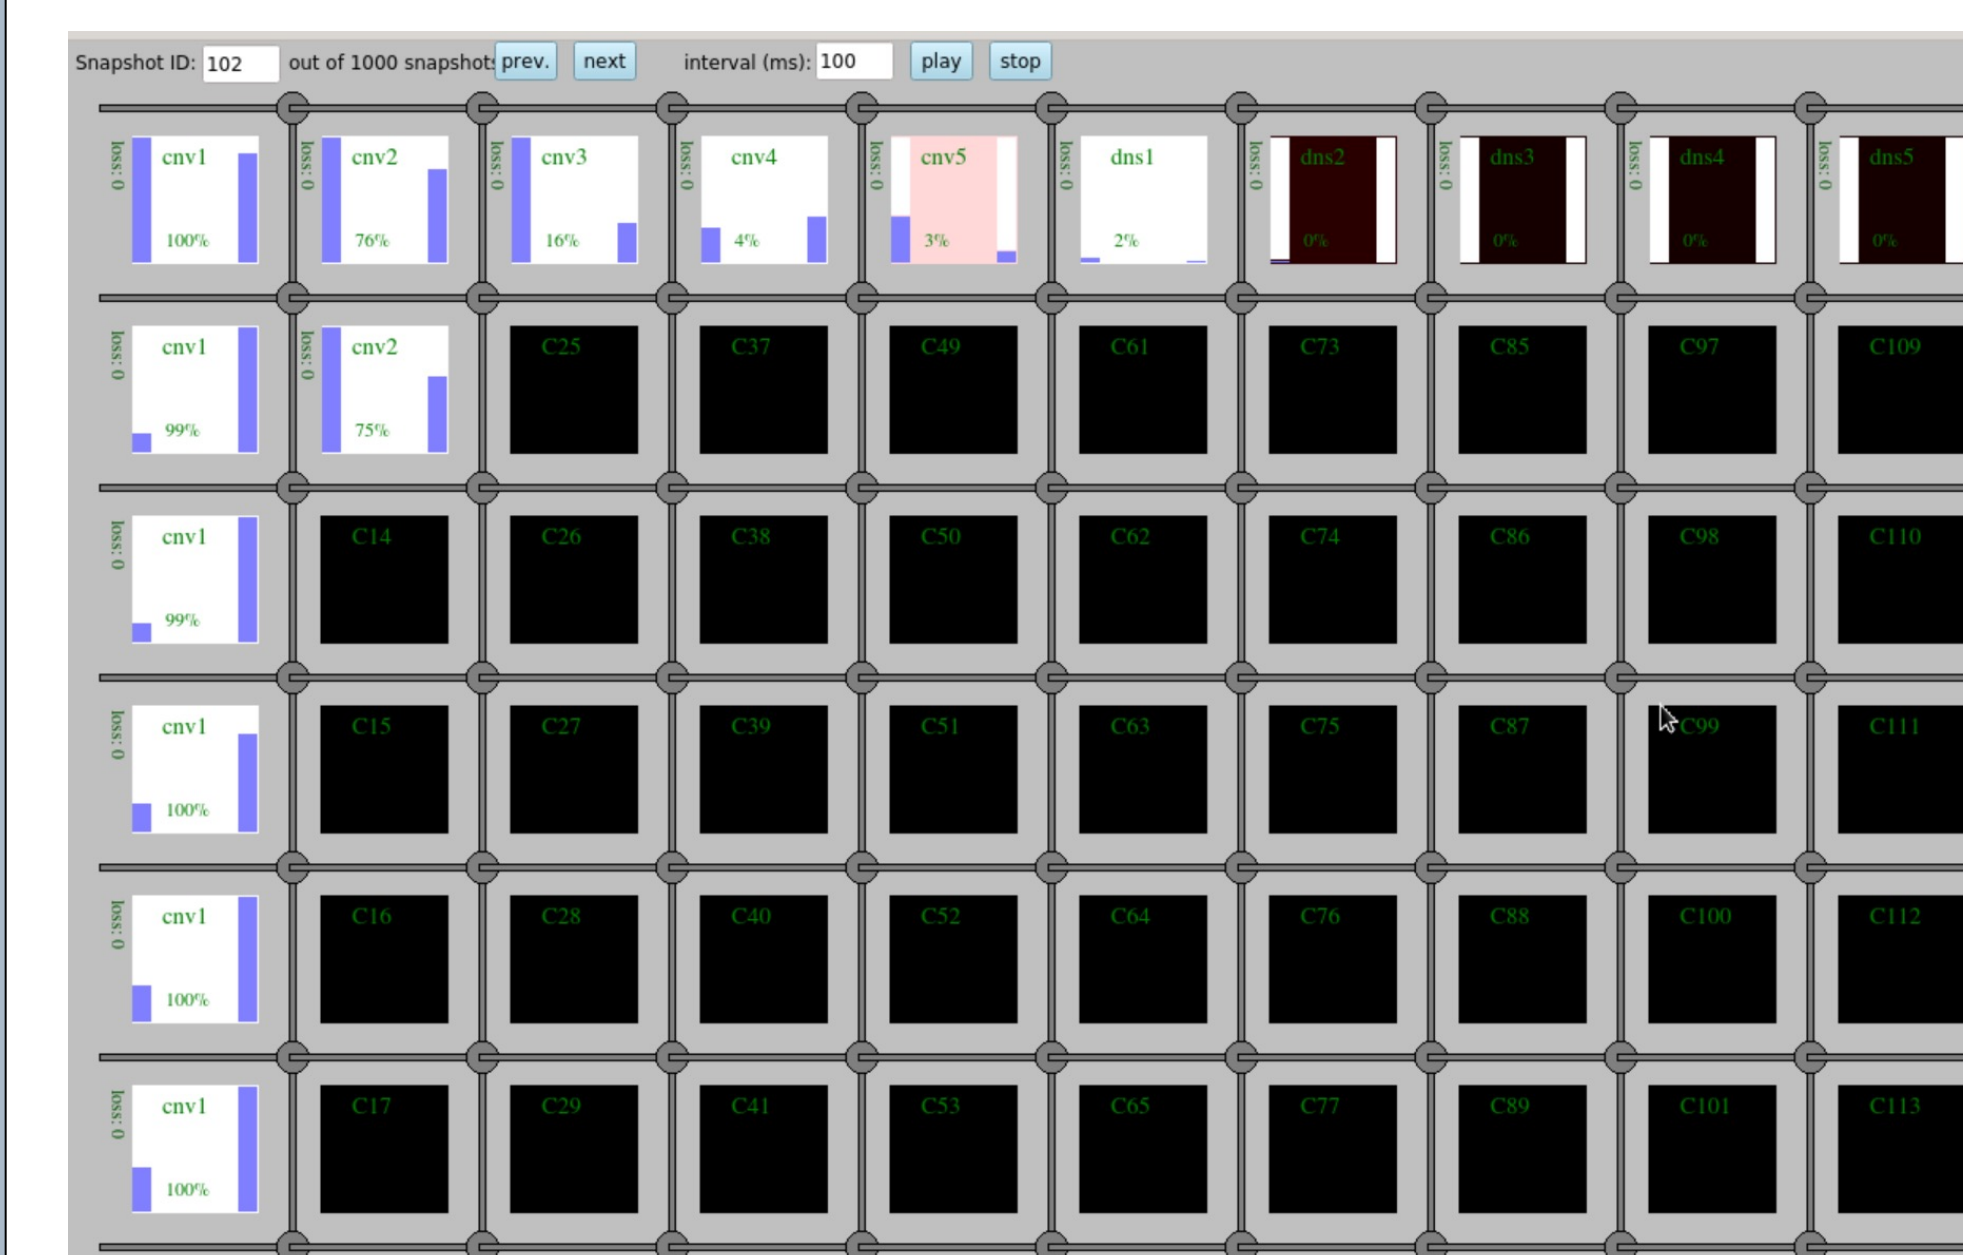 Snapshot ID: 102 out of 1000 snapshots prev. next interval (ms): 100 play stop
loss: 0 cnv1 loss: 0 cnv2 loss: 0 cnv3 loss: 0 cnv4 loss: 0 cnv5 loss: 0 dns1 loss: 0 dns2 loss: 0 dns3 loss: 0 dns4 loss: 0 dns5
100% 76% 16% 4% 3% 2% 0% 0% 0% 0%
loss: 0 cnv1 loss: 0 cnv2 C25 C37 C49 C61 C73 C85 C97 C109
99% 75%
loss: 0 cnv1 C14 C26 C38 C50 C62 C74 C86 C98 C110
99%
loss: 0 cnv1 C15 C27 C39 C51 C63 C75 C87 C99 C111
100%
loss: 0 cnv1 C16 C28 C40 C52 C64 C76 C88 C100 C112
100%
loss: 0 cnv1 C17 C29 C41 C53 C65 C77 C89 C101 C113
100%